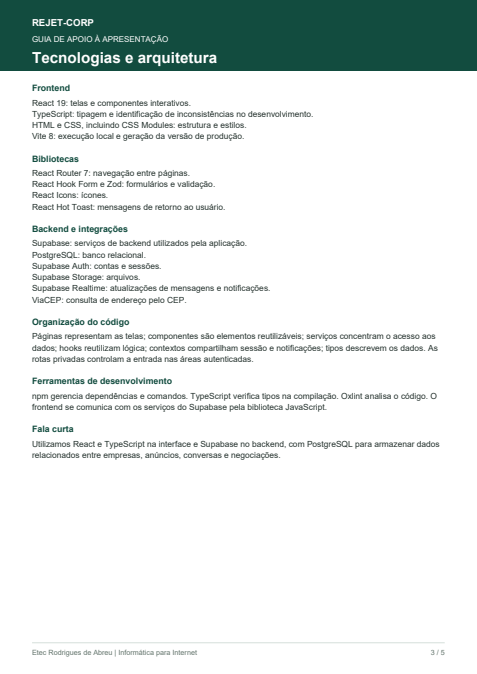 REJET-CORP
GUIA DE APOIO À APRESENTAÇÃO
Tecnologias e arquitetura
Frontend
React 19: telas e componentes interativos.
TypeScript: tipagem e identificação de inconsistências no desenvolvimento.
HTML e CSS, incluindo CSS Modules: estrutura e estilos.
Vite 8: execução local e geração da versão de produção.
Bibliotecas
React Router 7: navegação entre páginas.
React Hook Form e Zod: formulários e validação.
React Icons: ícones.
React Hot Toast: mensagens de retorno ao usuário.
Backend e integrações
Supabase: serviços de backend utilizados pela aplicação.
PostgreSQL: banco relacional.
Supabase Auth: contas e sessões.
Supabase Storage: arquivos.
Supabase Realtime: atualizações de mensagens e notificações.
ViaCEP: consulta de endereço pelo CEP.
Organização do código
Páginas representam as telas; componentes são elementos reutilizáveis; serviços concentram o acesso aos
dados; hooks reutilizam lógica; contextos compartilham sessão e notificações; tipos descrevem os dados. As
rotas privadas controlam a entrada nas áreas autenticadas.
Ferramentas de desenvolvimento
npm gerencia dependências e comandos. TypeScript verifica tipos na compilação. Oxlint analisa o código. O
frontend se comunica com os serviços do Supabase pela biblioteca JavaScript.
Fala curta
Utilizamos React e TypeScript na interface e Supabase no backend, com PostgreSQL para armazenar dados
relacionados entre empresas, anúncios, conversas e negociações.
Etec Rodrigues de Abreu | Informática para Internet
3 / 5